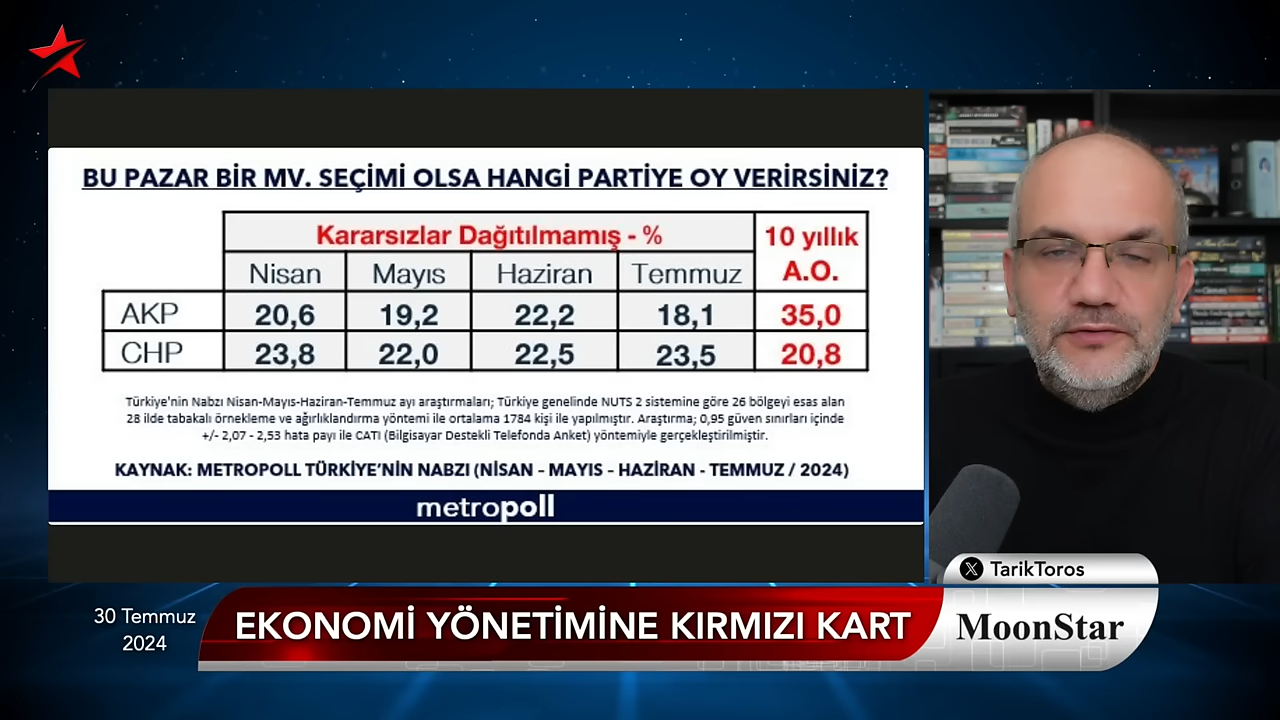 BU PAZAR BİR MV. SEÇİMİ OLSA HANGİ PARTİYE OY VERİRSİNİZ?
Kararsızlar Dağıtılmamış - % 10 yıllık A.O.
Nisan Mayıs Haziran Temmuz
AKP 20,6 19,2 22,2 18,1 35,0
CHP 23,8 22,0 22,5 23,5 20,8
Türkiye'nin Nabzı Nisan-Mayıs-Haziran-Temmuz ayı araştırmaları; Türkiye genelinde NUTS 2 sistemine göre 26 bölgeyi esas alan
28 ilde tabakalı örnekleme ve ağırlıklandırma yöntemi ile ortalama 1784 kişi ile yapılmıştır. Araştırma; 0,95 güven sınırları içinde
+/- 2,07 - 2,53 hata payı ile CATI (Bilgisayar Destekli Telefonda Anket) yöntemiyle gerçekleştirilmiştir.
KAYNAK: METROPOLL TÜRKİYE'NİN NABZI (NİSAN - MAYIS - HAZİRAN - TEMMUZ / 2024)
metropoll
TarikToros
30 Temmuz
2024
EKONOMİ YÖNETİMİNE KIRMIZI KART
MoonStar